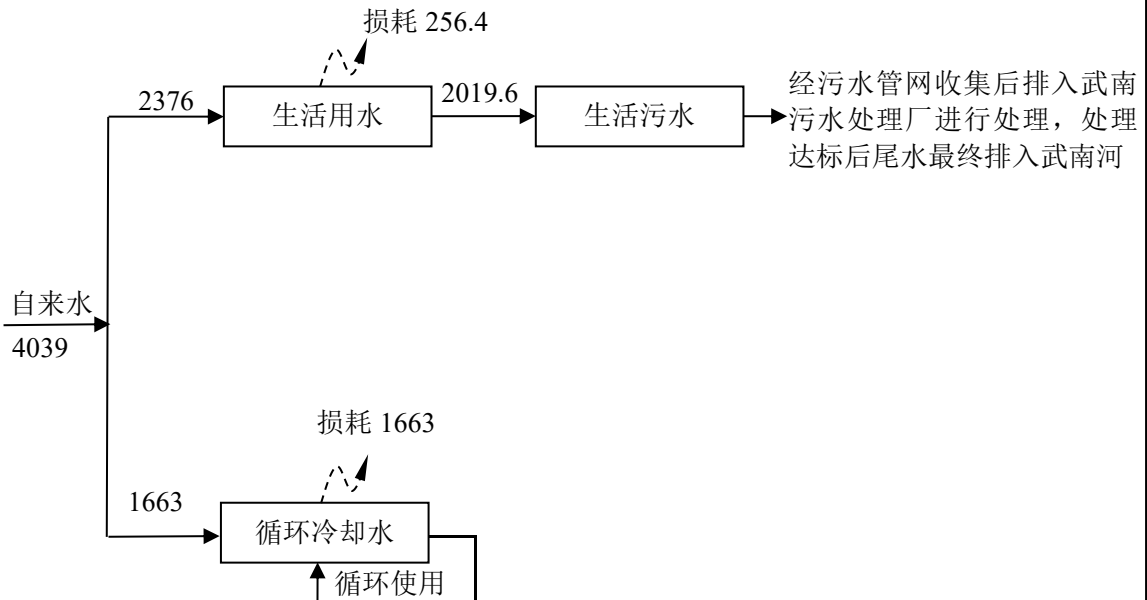 损耗 256.4
2376
生活用水
2019.6
生活污水
经污水管网收集后排入武南
污水处理厂进行处理，处理
达标后尾水最终排入武南河
自来水
4039
损耗 1663
1663
循环冷却水
循环使用